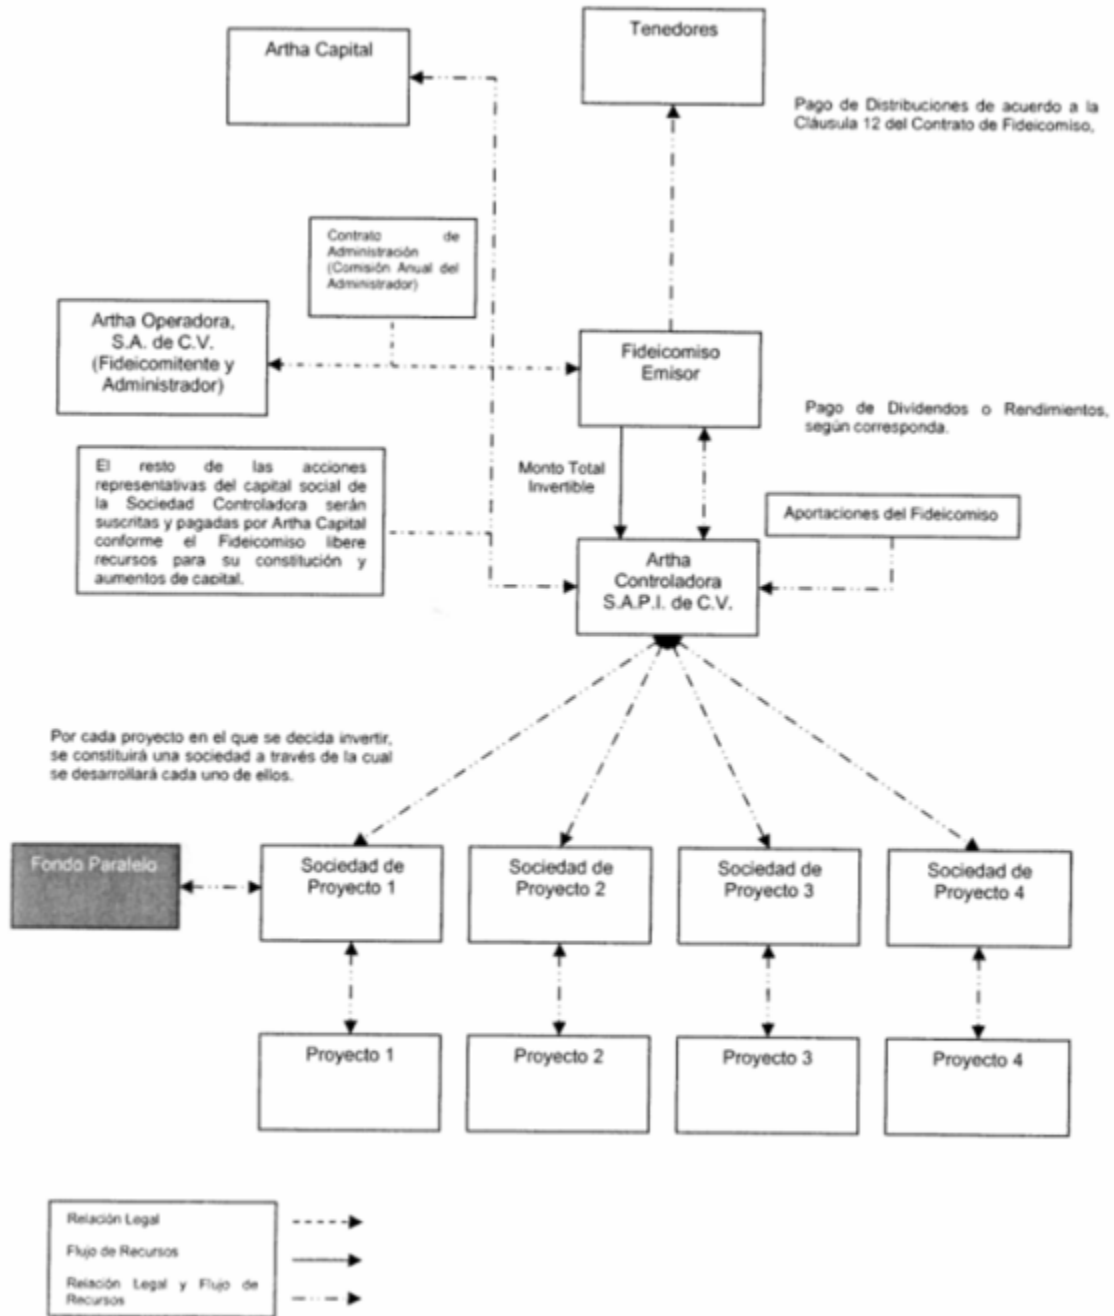 Artha Capital
Tenedores
Pago de Distribuciones de acuerdo a la
Cláusula 12 del Contrato de Fideicomiso,
Contrato de
Administración
(Comisión Anual del
Administrador)
Artha Operadora,
S.A. de C.V.
(Fideicomitente y
Administrador)
Fideicomiso
Emisor
Pago de Dividendos o Rendimientos,
según corresponda.
El resto de las acciones
representativas del capital social de
la Sociedad Controladora serán
suscritas y pagadas por Artha Capital
conforme el Fideicomiso libere
recursos para su constitución y
aumentos de capital.
Monto Total
Invertible
Aportaciones del Fideicomiso
Artha
Controladora
S.A.P.I. de C.V.
Por cada proyecto en el que se decida invertir,
se constituirá una sociedad a través de la cual
se desarrollará cada uno de ellos.
Fondo Paralelo
Sociedad de
Proyecto 1
Sociedad de
Proyecto 2
Sociedad de
Proyecto 3
Sociedad de
Proyecto 4
Proyecto 1
Proyecto 2
Proyecto 3
Proyecto 4
Relación Legal
Flujo de Recursos
Relación Legal y Flujo de
Recursos